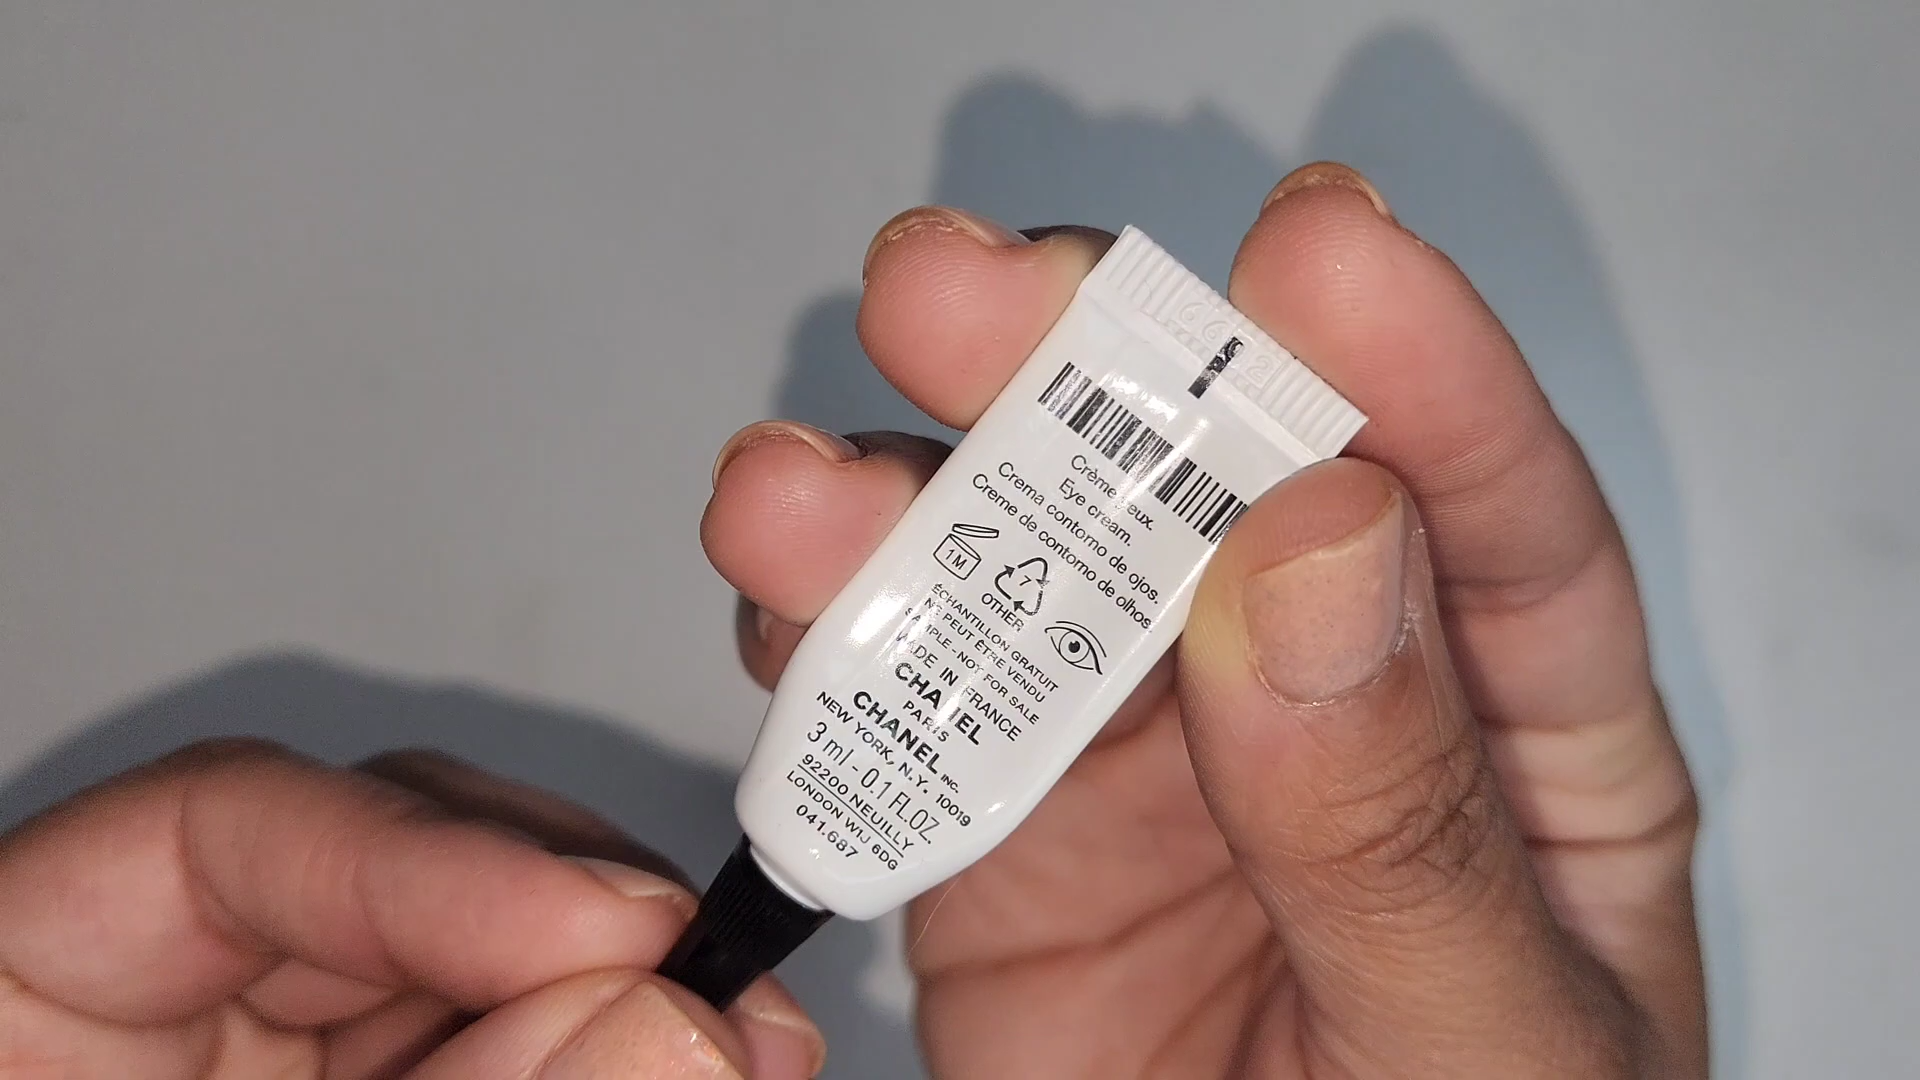 Crème eux.
Eye cream.
Crema contorno de ojos.
Creme de contorno de olhos.
1M
7
OTHER
ÉCHANTILLON GRATUIT
NE PEUT ÊTRE VENDU
SAMPLE - NOT FOR SALE
MADE IN FRANCE
CHANEL
PARIS
CHANEL INC.
NEW YORK, N.Y. 10019
3 ml - 0.1 FL.OZ.
92200 NEUILLY
LONDON W1J 6DG
041.687